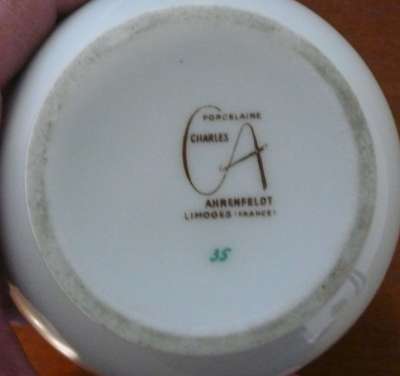 PORCELAINE
CHARLES
CA
AHRENFELDT
LIMOGES (FRANCE)
35